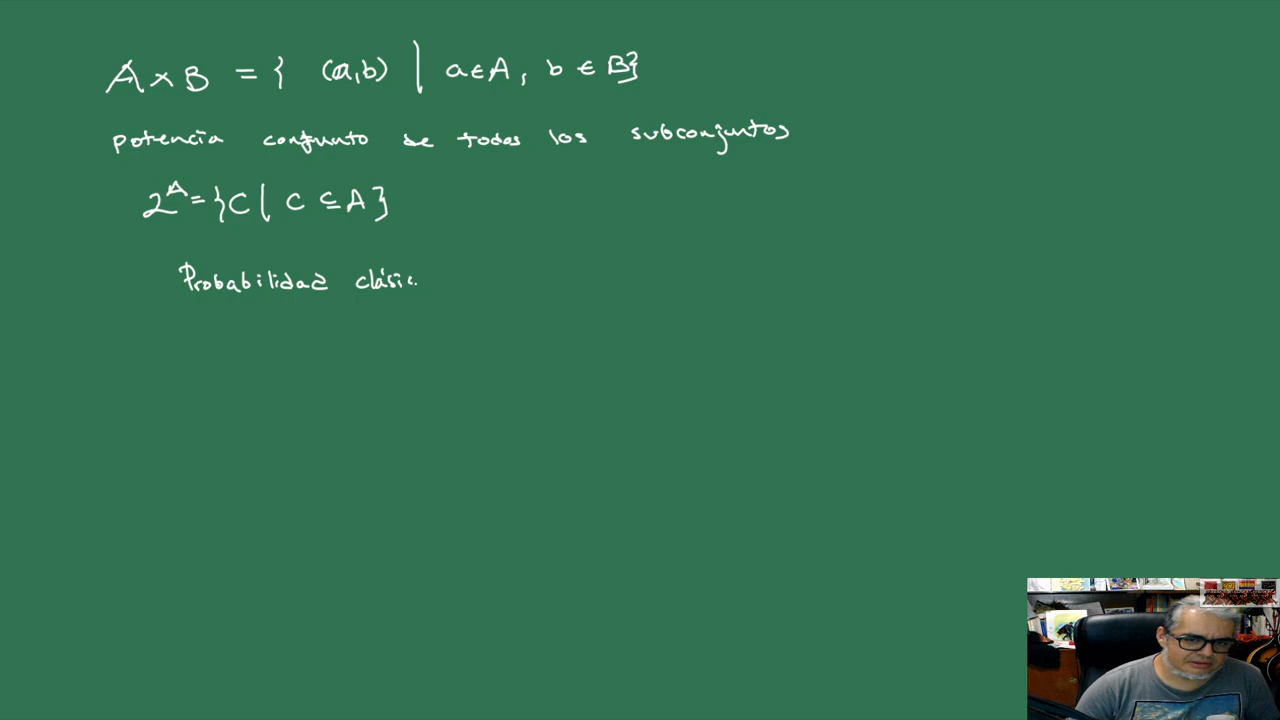 A × B = { (a,b) | a ∈ A, b ∈ B}
potencia conjunto de todos los subconjuntos
2^A = {C | C ⊆ A}
Probabilidad clásic